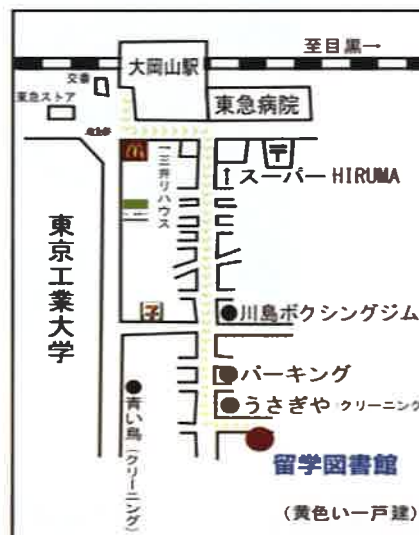 至目黒→
大岡山駅
交番
東急ストア
東急病院
三井リハウス
〒
↑スーパー HIRUMA
東京工業大学
子
●川島ボクシングジム
●パーキング
●うさぎや (クリーニング)
●青い鳥(クリーニング)
留学図書館
(黄色い一戸建)